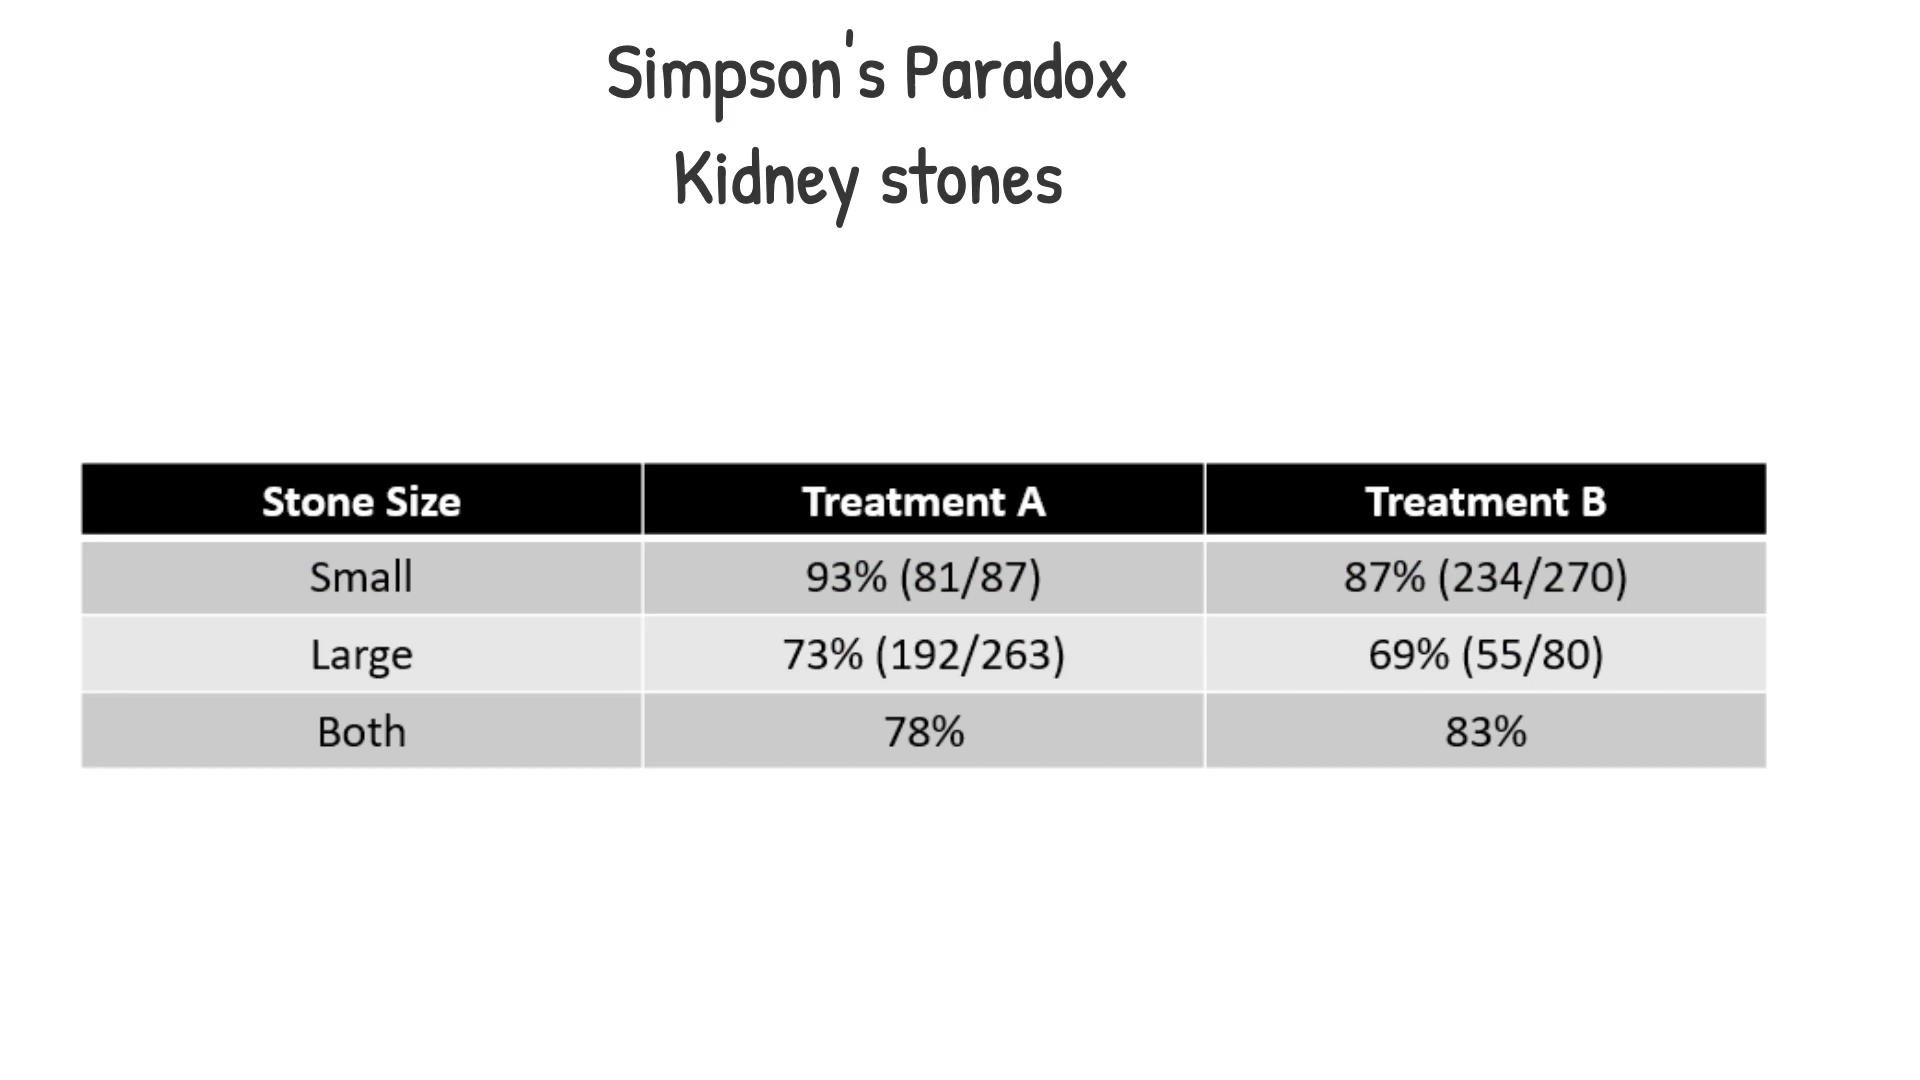 Simpson's Paradox
Kidney stones
Stone Size Treatment A Treatment B
Small 93% (81/87) 87% (234/270)
Large 73% (192/263) 69% (55/80)
Both 78% 83%